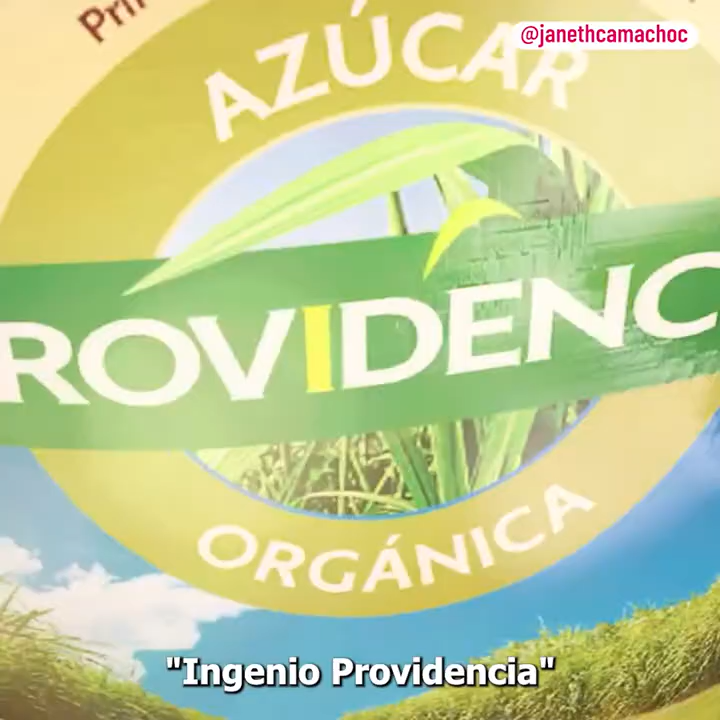 @janethcamachoc
AZÚCAR
ROVIDENC
ORGÁNICA
"Ingenio Providencia"